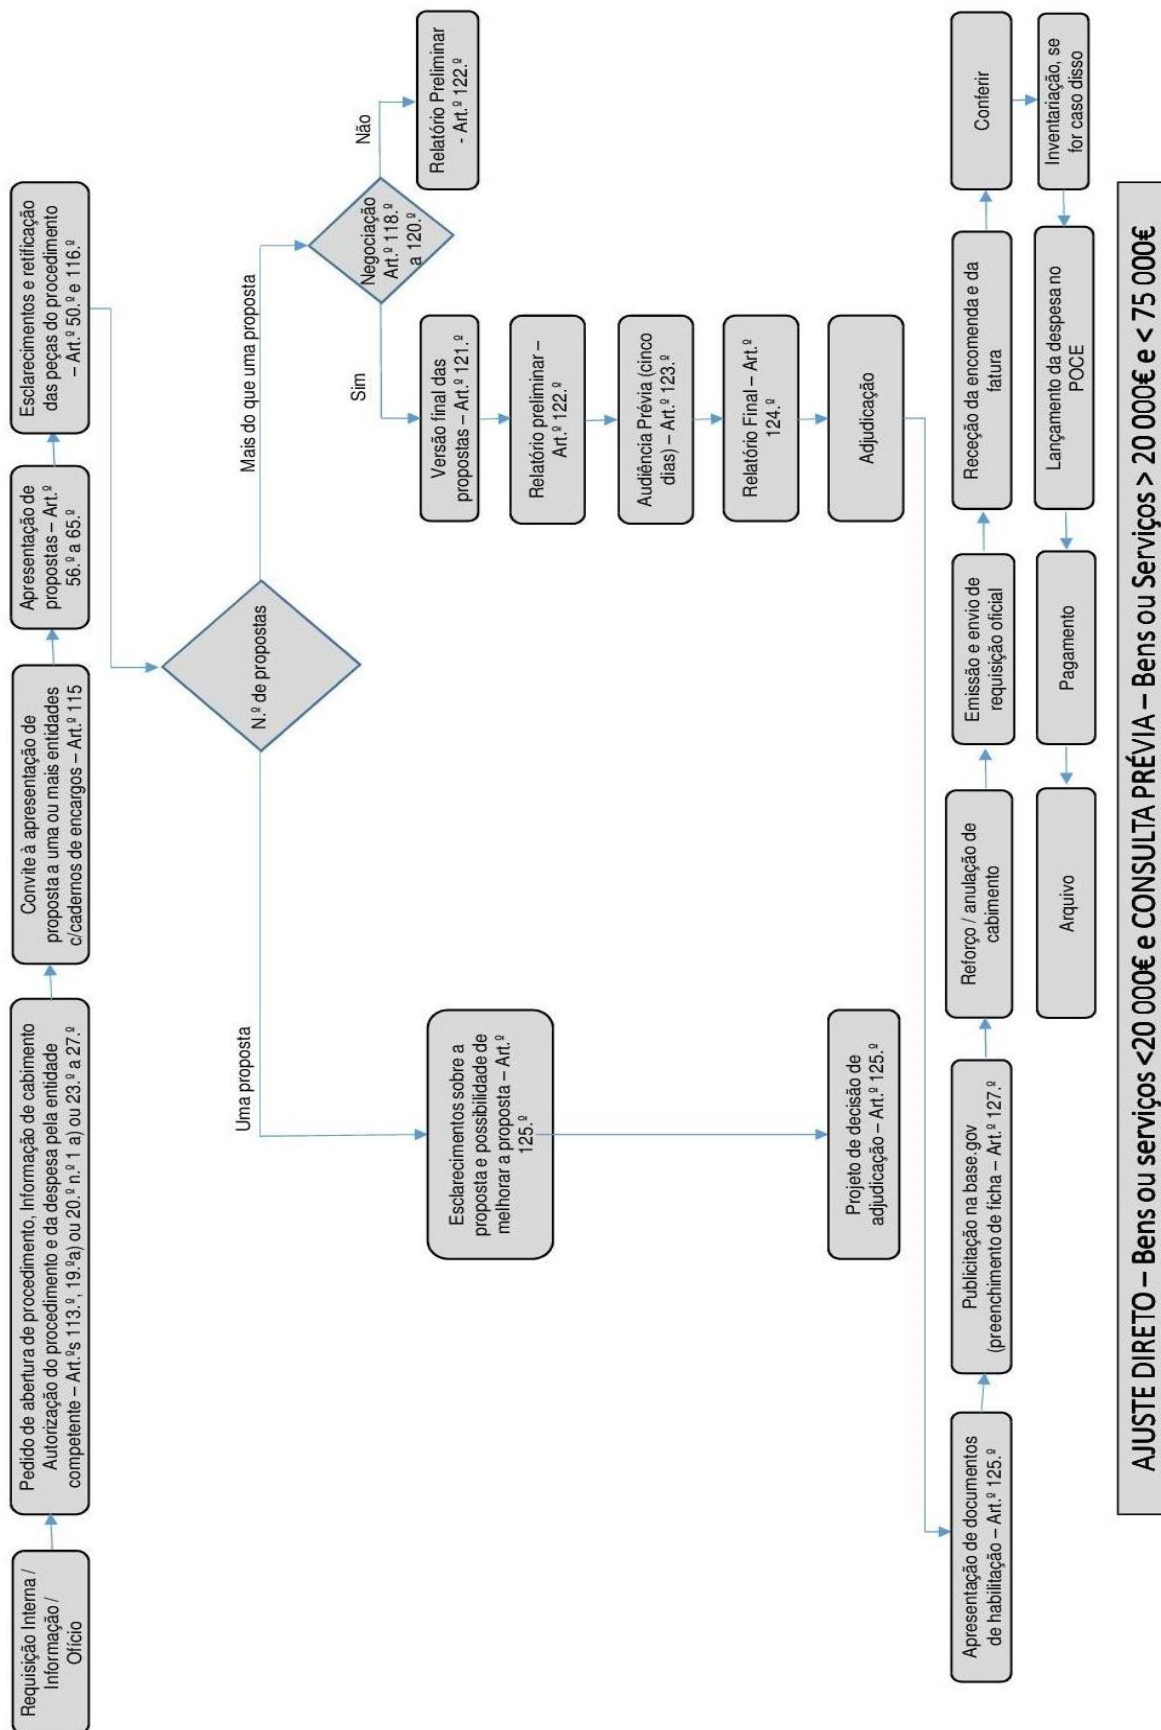 Requisição Interna /
Informação /
Ofício
Pedido de abertura de procedimento, Informação de cabimento
Autorização do procedimento e da despesa pela entidade
competente – Art.ºs 113.º, 19.ºa) ou 20.º n.º 1 a) ou 23.º a 27.º
Convite à apresentação de
proposta a uma ou mais entidades
c/cadernos de encargos – Art.º 115
Apresentação de
propostas – Art.º
56.º a 65.º
Esclarecimentos e retificação
das peças do procedimento
– Art.º 50.º e 116.º
N.º de propostas
Uma proposta
Mais do que uma proposta
Esclarecimentos sobre a
proposta e possibilidade de
melhorar a proposta – Art.º
125.º
Projeto de decisão de
adjudicação – Art.º 125.º
Negociação
Art.º 118.º
a 120.º
Sim
Não
Relatório Preliminar
- Art.º 122.º
Versão final das
propostas – Art.º 121.º
Relatório preliminar –
Art.º 122.º
Audiência Prévia (cinco
dias) – Art.º 123.º
Relatório Final – Art.º
124.º
Adjudicação
Apresentação de documentos
de habilitação – Art.º 125.º
Publicitação na base.gov
(preenchimento de ficha – Art.º 127.º
Reforço / anulação de
cabimento
Emissão e envio de
requisição oficial
Receção da encomenda e da
fatura
Conferir
Inventariação, se
for caso disso
Lançamento da despesa no
POCE
Pagamento
Arquivo
AJUSTE DIRETO – Bens ou serviços <20 000€ e CONSULTA PRÉVIA – Bens ou Serviços > 20 000€ e < 75 000€